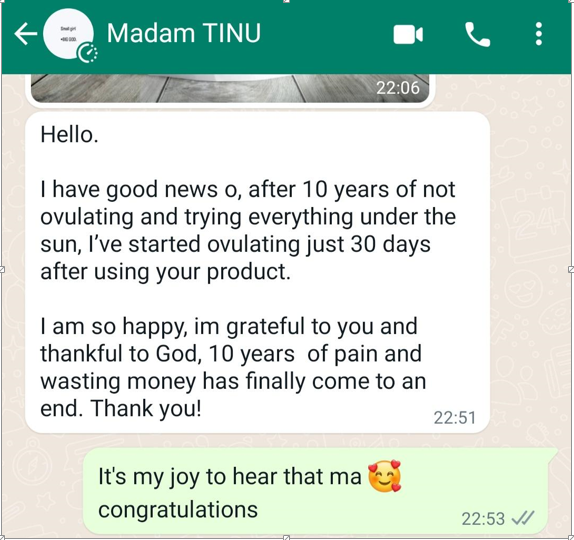 Madam TINU
22:06
Hello.
I have good news o, after 10 years of not
ovulating and trying everything under the
sun, I’ve started ovulating just 30 days
after using your product.
I am so happy, im grateful to you and
thankful to God, 10 years  of pain and
wasting money has finally come to an
end. Thank you!
22:51
It's my joy to hear that ma 🥰
congratulations
22:53